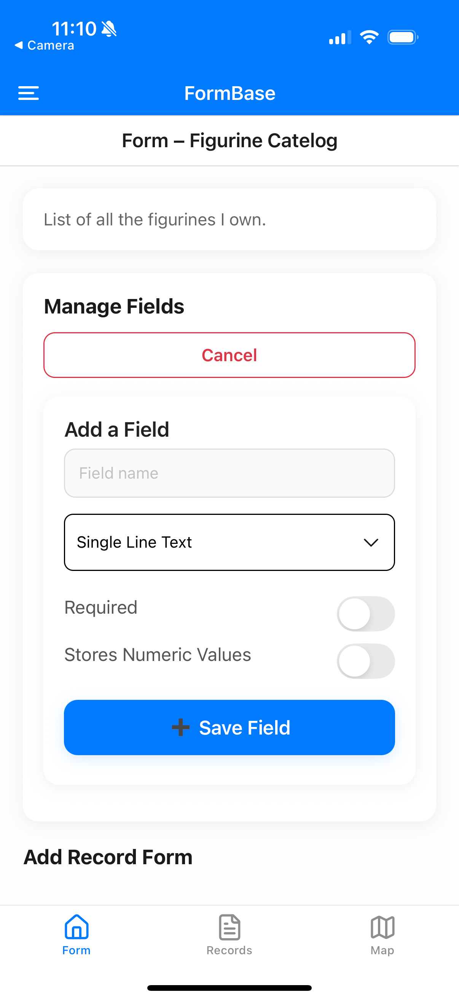 11:10
Camera
FormBase
Form – Figurine Catelog
List of all the figurines I own.
Manage Fields
Cancel
Add a Field
Field name
Single Line Text
Required
Stores Numeric Values
Save Field
Add Record Form
Form
Records
Map